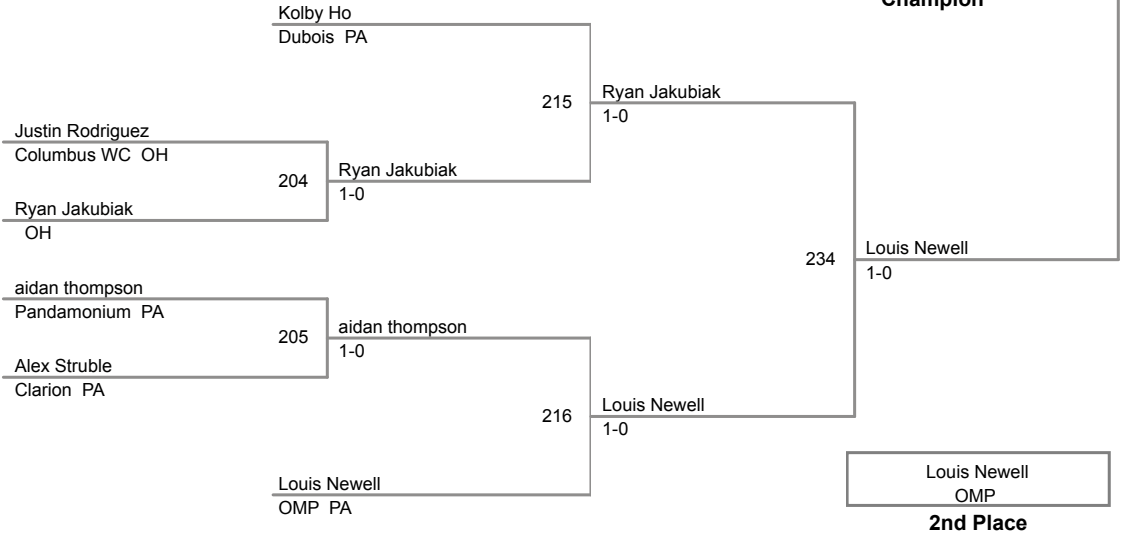 Champion
Kolby Ho
Dubois PA
215
Ryan Jakubiak
1-0
Justin Rodriguez
Columbus WC OH
204
Ryan Jakubiak
1-0
Ryan Jakubiak
OH
234
Louis Newell
1-0
aidan thompson
Pandamonium PA
205
aidan thompson
1-0
Alex Struble
Clarion PA
216
Louis Newell
1-0
Louis Newell
OMP PA
Louis Newell
OMP
2nd Place